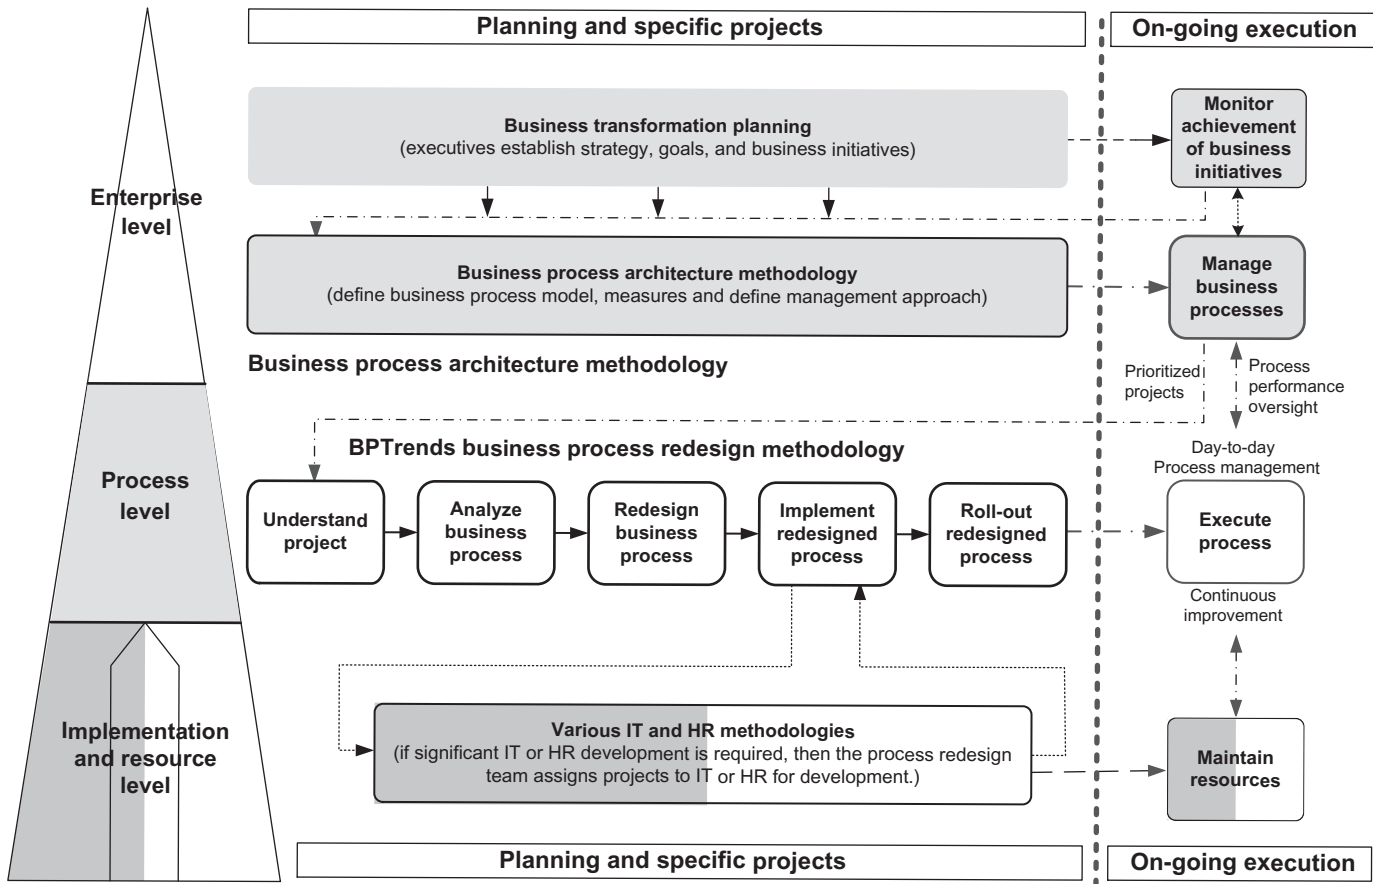 Planning and specific projects
On-going execution
Business transformation planning
(executives establish strategy, goals, and business initiatives)
Monitor
achievement
of business
initiatives
Enterprise
level
Business process architecture methodology
(define business process model, measures and define management approach)
Manage
business
processes
Business process architecture methodology
Prioritized
projects
Process
performance
oversight
BPTrends business process redesign methodology
Day-to-day
Process management
Process
level
Understand
project
Analyze
business
process
Redesign
business
process
Implement
redesigned
process
Roll-out
redesigned
process
Execute
process
Continuous
improvement
Implementation
and resource
level
Various IT and HR methodologies
(if significant IT or HR development is required, then the process redesign
team assigns projects to IT or HR for development.)
Maintain
resources
Planning and specific projects
On-going execution